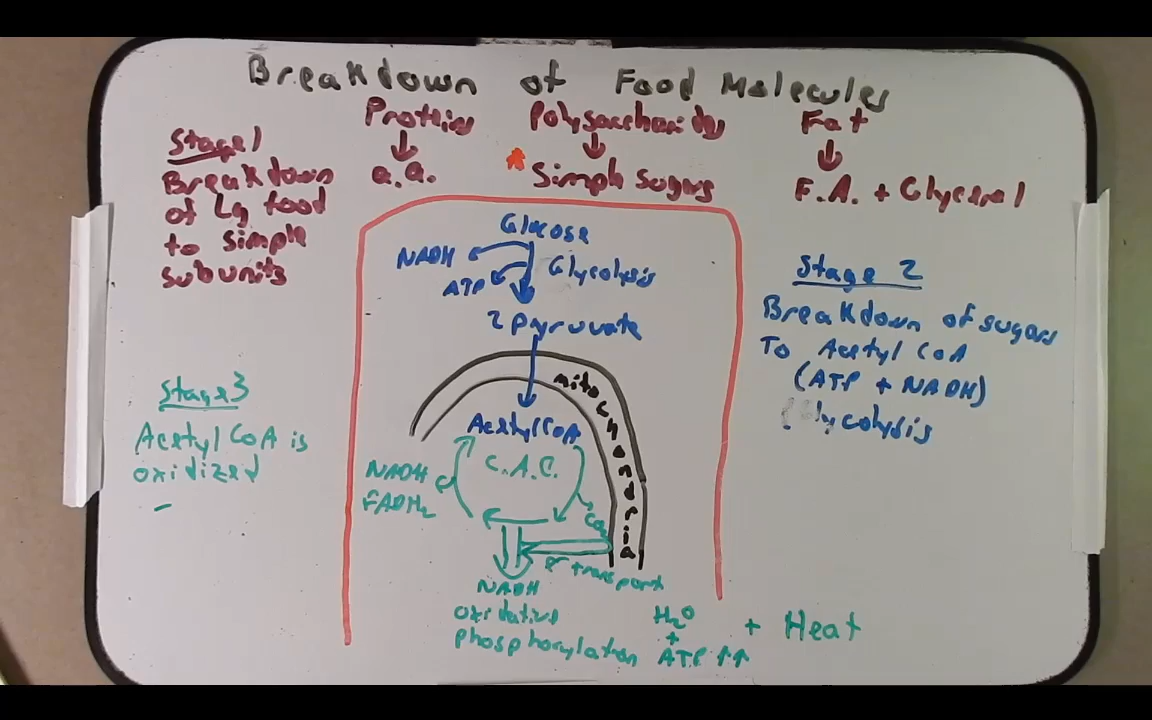 Breakdown of Food Molecules
Stage 1
Breakdown
of Lg food
to simple
subunits
Proteins
a.a.
Polysaccharides
Simple sugars
Fat
F.A. + Glycerol
Glucose
NADH
Glycolysis
ATP
2 pyruvate
mitochondria
Acetyl CoA
C.A.C.
NADH
FADH2
CO2
e- transport
NADH
oxidative
phosphorylation
H2O
+
ATP ↑↑
+ Heat
Stage 2
Breakdown of sugars
To Acetyl CoA
(ATP + NADH)
Stage 3
Acetyl CoA is
oxidized
-